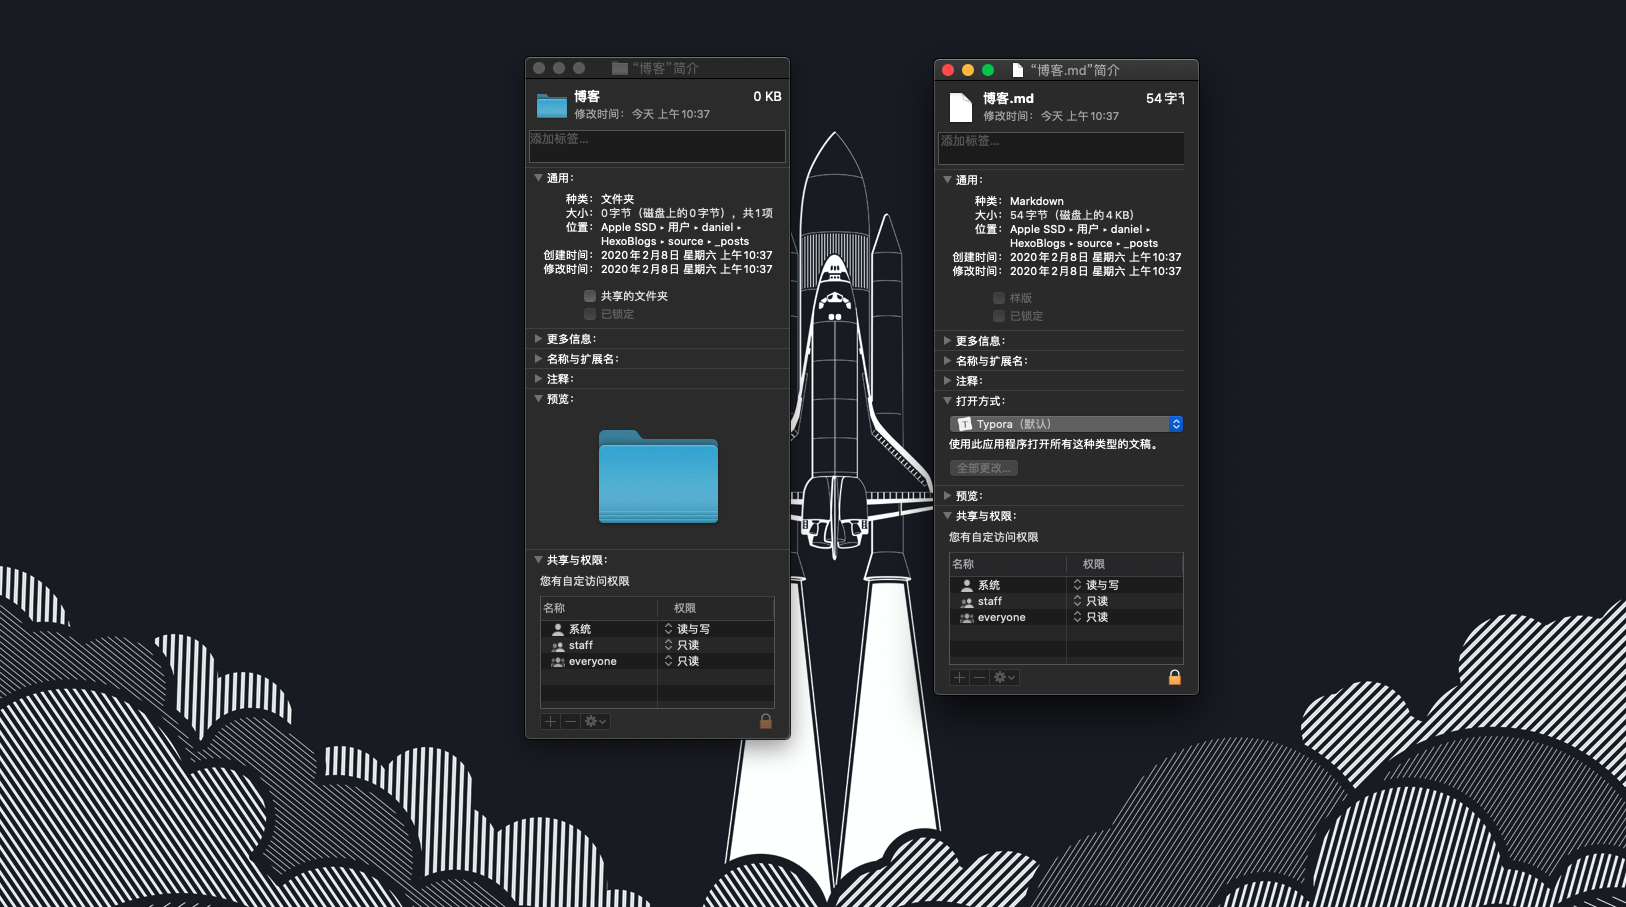 “博客”简介
博客
0 KB
修改时间：今天 上午10:37
添加标签...
通用：
种类：文件夹
大小：0 字节（磁盘上的 0 字节），共 1 项
位置：Apple SSD ▸ 用户 ▸ daniel ▸
HexoBlogs ▸ source ▸ _posts
创建时间：2020年2月8日 星期六 上午10:37
修改时间：2020年2月8日 星期六 上午10:37
共享的文件夹
已锁定
更多信息：
名称与扩展名：
注释：
预览：
共享与权限：
您有自定访问权限
名称 权限
系统 读与写
staff 只读
everyone 只读
“博客.md”简介
博客.md
54 字节
修改时间：今天 上午10:37
添加标签...
通用：
种类：Markdown
大小：54 字节（磁盘上的 4 KB）
位置：Apple SSD ▸ 用户 ▸ daniel ▸
HexoBlogs ▸ source ▸ _posts
创建时间：2020年2月8日 星期六 上午10:37
修改时间：2020年2月8日 星期六 上午10:37
样版
已锁定
更多信息：
名称与扩展名：
注释：
打开方式：
Typora（默认）
使用此应用程序打开所有这种类型的文稿。
全部更改...
预览：
共享与权限：
您有自定访问权限
名称 权限
系统 读与写
staff 只读
everyone 只读